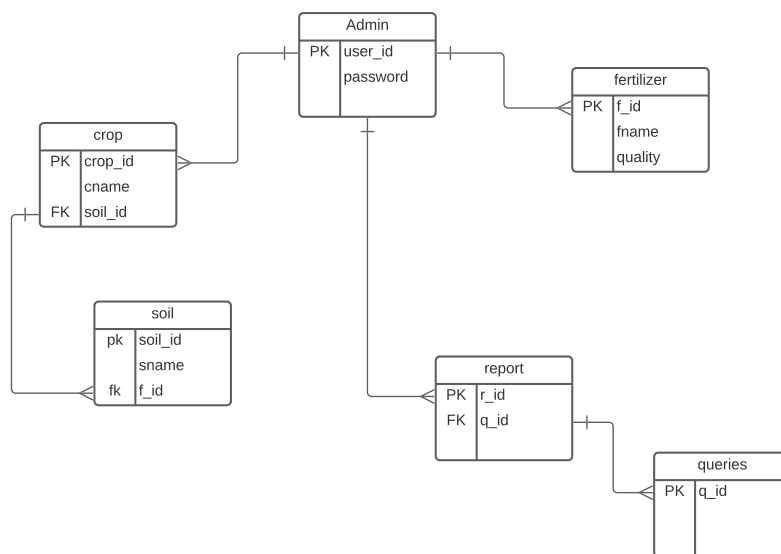 Admin
PK user_id
password
fertilizer
PK f_id
fname
quality
crop
PK crop_id
cname
FK soil_id
soil
pk soil_id
sname
fk f_id
report
PK r_id
FK q_id
queries
PK q_id